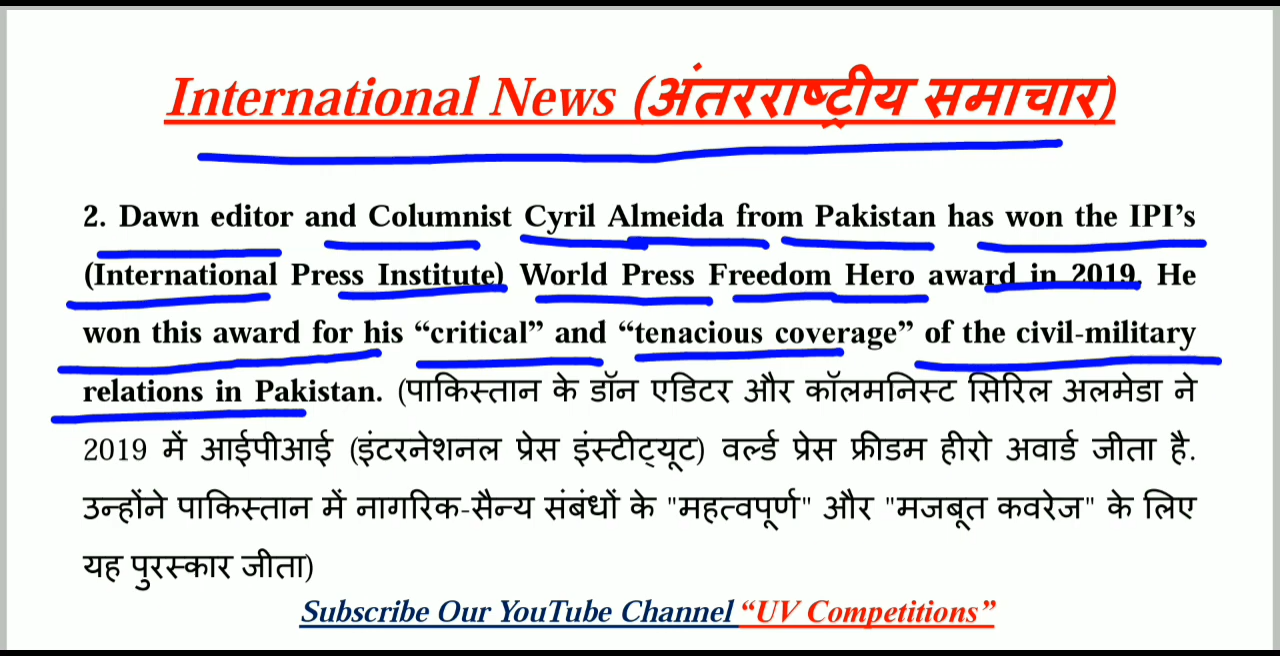 International News (अंतरराष्ट्रीय समाचार)
2. Dawn editor and Columnist Cyril Almeida from Pakistan has won the IPI’s
(International Press Institute) World Press Freedom Hero award in 2019. He
won this award for his “critical” and “tenacious coverage” of the civil-military
relations in Pakistan. (पाकिस्तान के डॉन एडिटर और कॉलमनिस्ट सिरिल अलमेडा ने
2019 में आईपीआई (इंटरनेशनल प्रेस इंस्टीट्यूट) वर्ल्ड प्रेस फ्रीडम हीरो अवार्ड जीता है.
उन्होंने पाकिस्तान में नागरिक-सैन्य संबंधों के "महत्वपूर्ण" और "मजबूत कवरेज" के लिए
यह पुरस्कार जीता)
Subscribe Our YouTube Channel “UV Competitions”